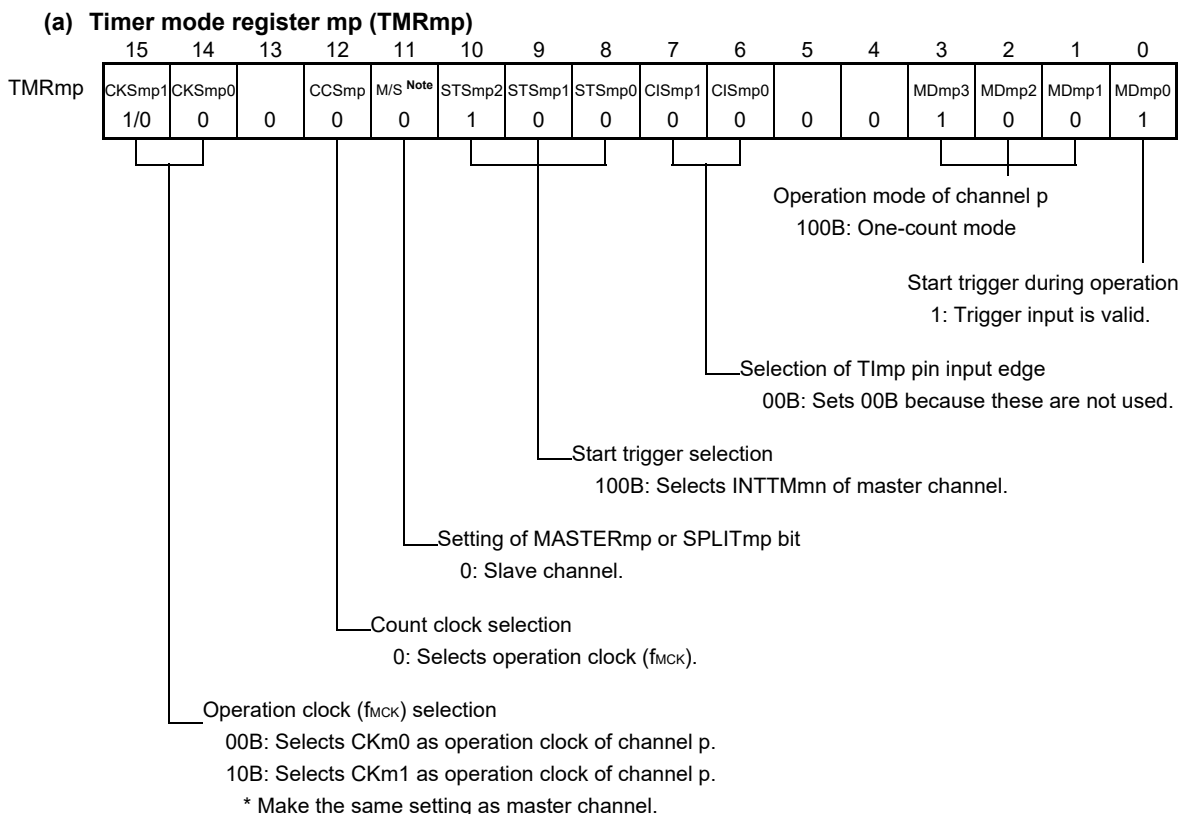 (a) Timer mode register mp (TMRmp)
15 14 13 12 11 10 9 8 7 6 5 4 3 2 1 0
TMRmp CKSmp1 CKSmp0 CCSmp M/S Note STSmp2 STSmp1 STSmp0 CISmp1 CISmp0 MDmp3 MDmp2 MDmp1 MDmp0
1/0 0 0 0 0 1 0 0 0 0 0 0 1 0 0 1
Operation mode of channel p
100B: One-count mode
Start trigger during operation
1: Trigger input is valid.
Selection of TImp pin input edge
00B: Sets 00B because these are not used.
Start trigger selection
100B: Selects INTTMmn of master channel.
Setting of MASTERmp or SPLITmp bit
0: Slave channel.
Count clock selection
0: Selects operation clock (fMCK).
Operation clock (fMCK) selection
00B: Selects CKm0 as operation clock of channel p.
10B: Selects CKm1 as operation clock of channel p.
* Make the same setting as master channel.